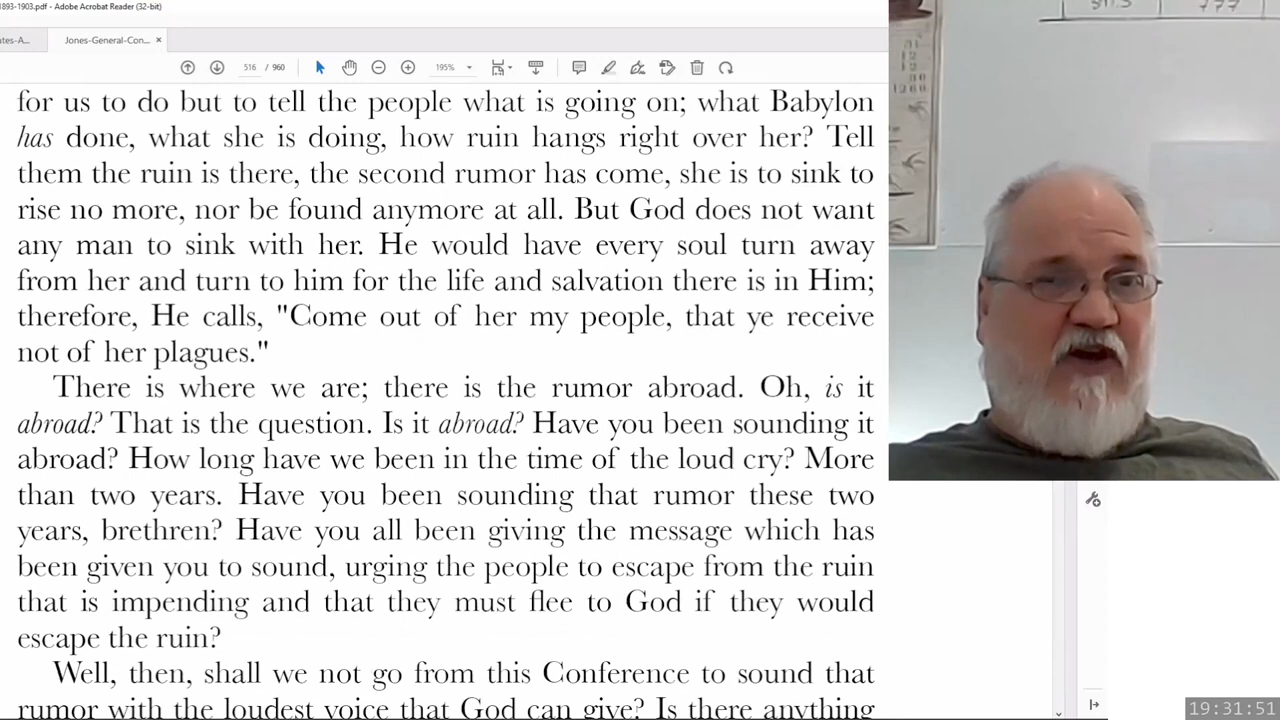 1893-1903.pdf - Adobe Acrobat Reader (32-bit)
tes-A...
Jones-General-Con...
516 / 960
195%
for us to do but to tell the people what is going on; what Babylon
has done, what she is doing, how ruin hangs right over her? Tell
them the ruin is there, the second rumor has come, she is to sink to
rise no more, nor be found anymore at all. But God does not want
any man to sink with her. He would have every soul turn away
from her and turn to him for the life and salvation there is in Him;
therefore, He calls, "Come out of her my people, that ye receive
not of her plagues."
There is where we are; there is the rumor abroad. Oh, is it
abroad? That is the question. Is it abroad? Have you been sounding it
abroad? How long have we been in the time of the loud cry? More
than two years. Have you been sounding that rumor these two
years, brethren? Have you all been giving the message which has
been given you to sound, urging the people to escape from the ruin
that is impending and that they must flee to God if they would
escape the ruin?
Well, then, shall we not go from this Conference to sound that
rumor with the loudest voice that God can give? Is there anything
777
19:31:51